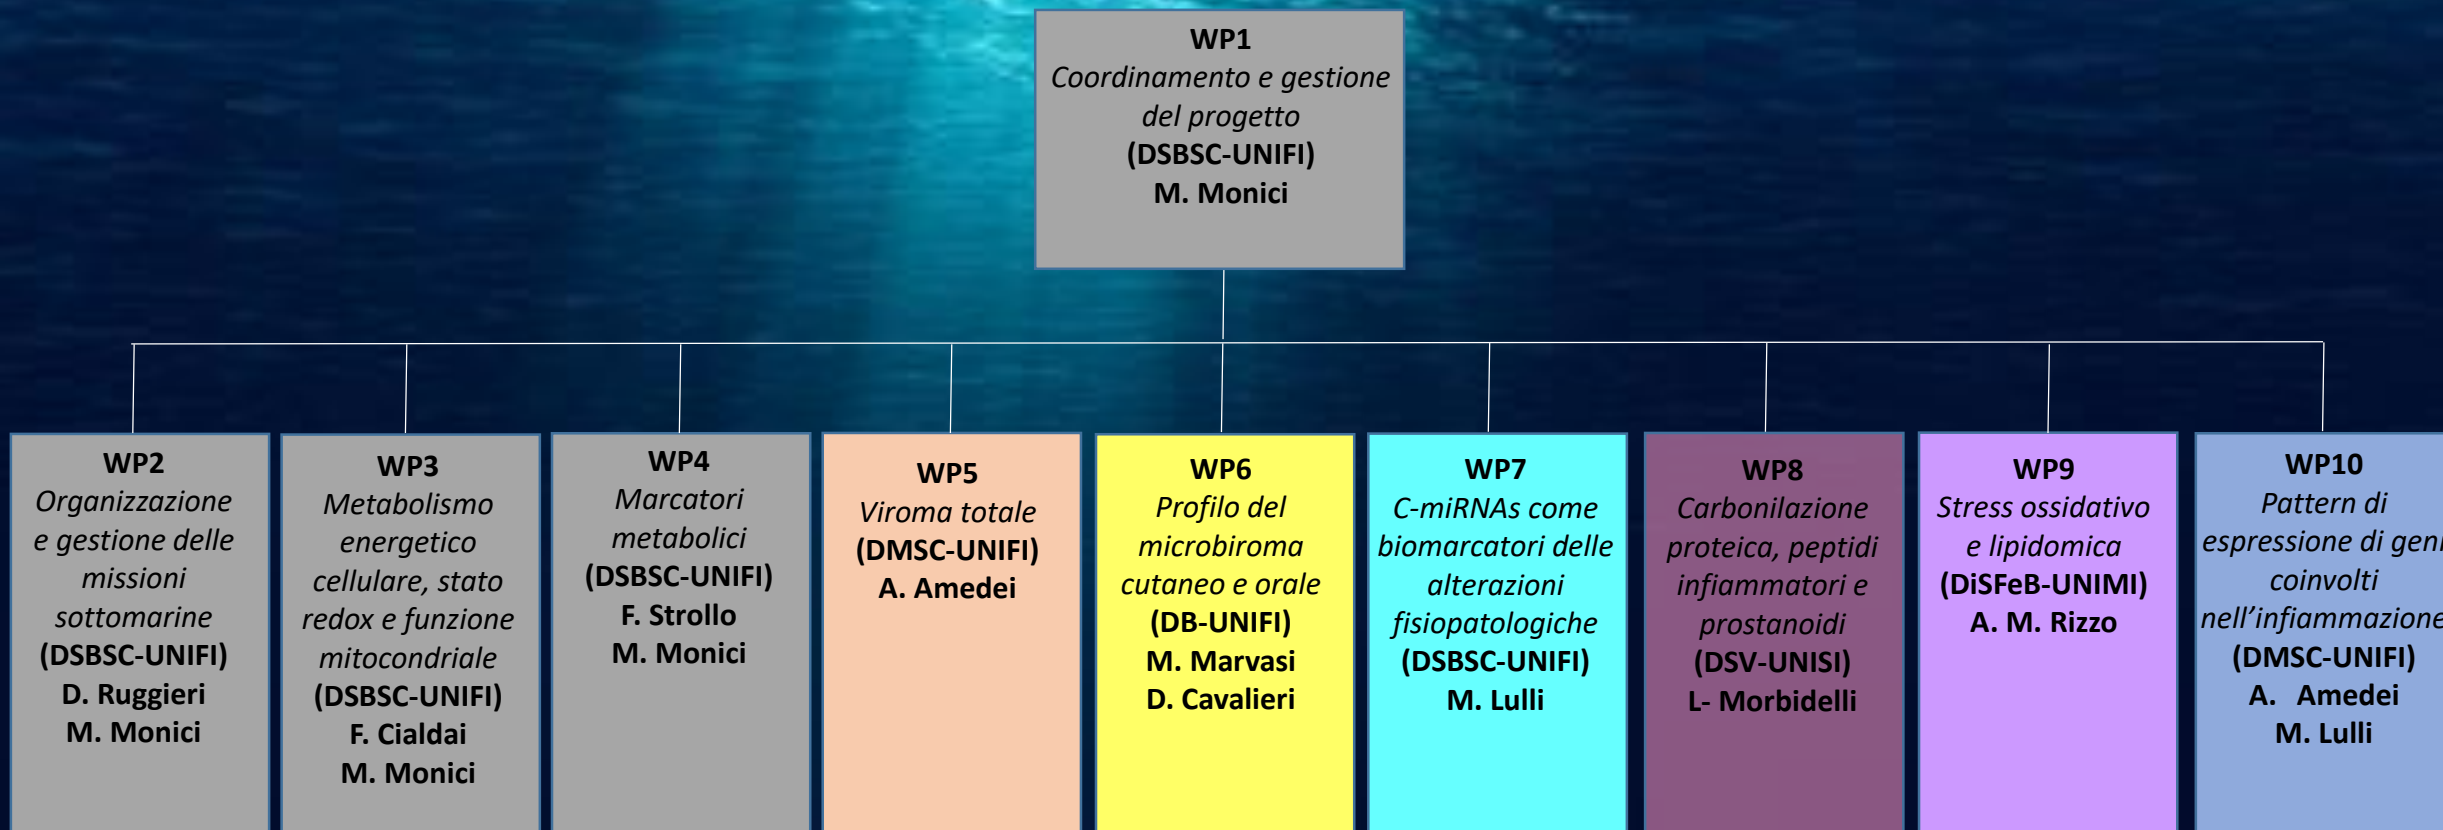 WP1
Coordinamento e gestione
del progetto
(DSBSC-UNIFI)
M. Monici
WP2
Organizzazione
e gestione delle
missioni
sottomarine
(DSBSC-UNIFI)
D. Ruggieri
M. Monici
WP3
Metabolismo
energetico
cellulare, stato
redox e funzione
mitocondriale
(DSBSC-UNIFI)
F. Cialdai
M. Monici
WP4
Marcatori
metabolici
(DSBSC-UNIFI)
F. Strollo
M. Monici
WP5
Viroma totale
(DMSC-UNIFI)
A. Amedei
WP6
Profilo del
microbiroma
cutaneo e orale
(DB-UNIFI)
M. Marvasi
D. Cavalieri
WP7
C-miRNAs come
biomarcatori delle
alterazioni
fisiopatologiche
(DSBSC-UNIFI)
M. Lulli
WP8
Carbonilazione
proteica, peptidi
infiammatori e
prostanoidi
(DSV-UNISI)
L- Morbidelli
WP9
Stress ossidativo
e lipidomica
(DiSFeB-UNIMI)
A. M. Rizzo
WP10
Pattern di
espressione di geni
coinvolti
nell’infiammazione
(DMSC-UNIFI)
A. Amedei
M. Lulli